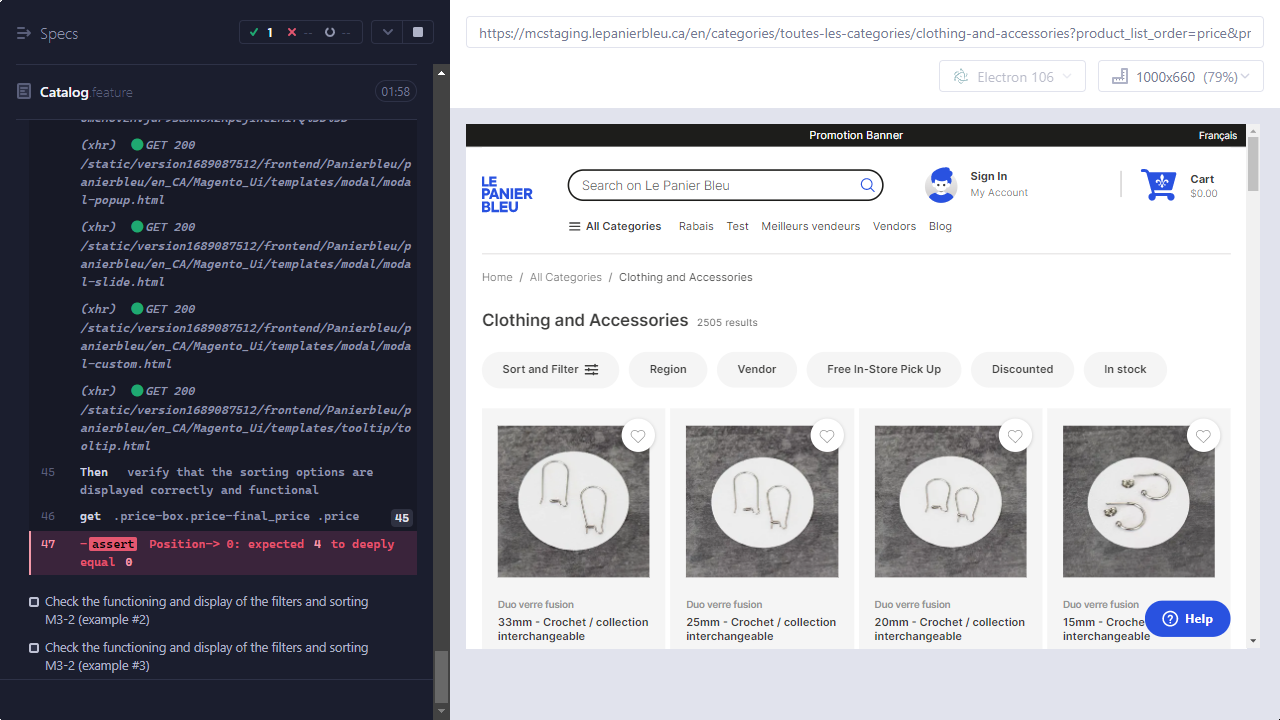 Specs
1
--
--
Catalog.feature
01:58
(xhr) GET 200
/static/version1689087512/frontend/Panierbleu/p
anierbleu/en_CA/Magento_Ui/templates/modal/moda
l-popup.html
(xhr) GET 200
/static/version1689087512/frontend/Panierbleu/p
anierbleu/en_CA/Magento_Ui/templates/modal/moda
l-slide.html
(xhr) GET 200
/static/version1689087512/frontend/Panierbleu/p
anierbleu/en_CA/Magento_Ui/templates/modal/moda
l-custom.html
(xhr) GET 200
/static/version1689087512/frontend/Panierbleu/p
anierbleu/en_CA/Magento_Ui/templates/tooltip/to
oltip.html
45 Then verify that the sorting options are
displayed correctly and functional
46 get .price-box.price-final_price .price 45
47 -assert Position-> 0: expected 4 to deeply
equal 0
Check the functioning and display of the filters and sorting
M3-2 (example #2)
Check the functioning and display of the filters and sorting
M3-2 (example #3)
https://mcstaging.lepanierbleu.ca/en/categories/toutes-les-categories/clothing-and-accessories?product_list_order=price&pr
Electron 106
1000x660 (79%)
Promotion Banner
Français
LE
PANIER
BLEU
Search on Le Panier Bleu
Sign In
My Account
Cart
$0.00
All Categories Rabais Test Meilleurs vendeurs Vendors Blog
Home / All Categories / Clothing and Accessories
Clothing and Accessories 2505 results
Sort and Filter Region Vendor Free In-Store Pick Up Discounted In stock
Duo verre fusion
33mm - Crochet / collection
interchangeable
Duo verre fusion
25mm - Crochet / collection
interchangeable
Duo verre fusion
20mm - Crochet / collection
interchangeable
Duo verre fusion
15mm - Crochet / collection
interchangeable
Help